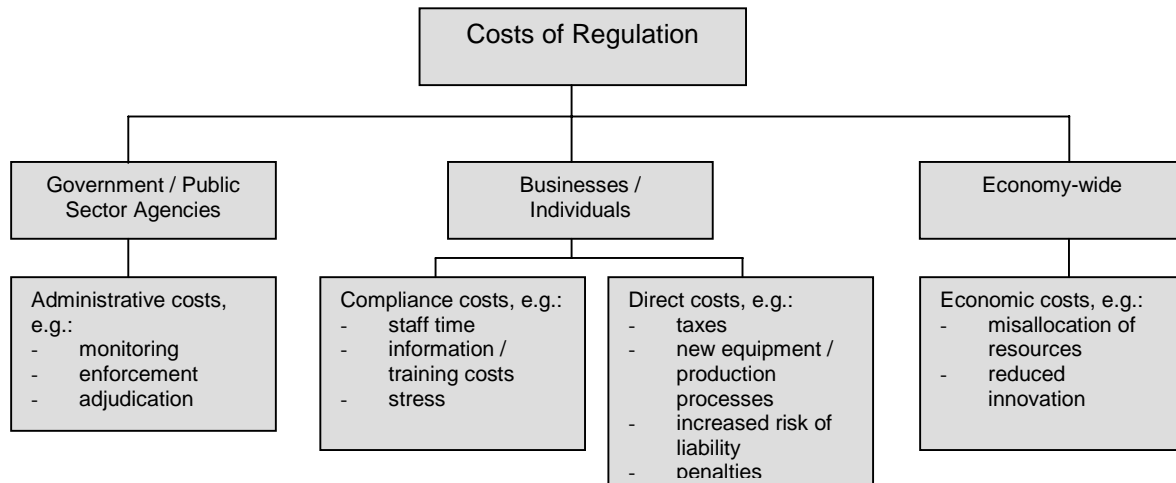 Costs of Regulation
Government / Public
Sector Agencies
Businesses /
Individuals
Economy-wide
Administrative costs,
e.g.:
- monitoring
- enforcement
- adjudication
Compliance costs, e.g.:
- staff time
- information /
training costs
- stress
Direct costs, e.g.:
- taxes
- new equipment /
production
processes
- increased risk of
liability
- penalties
Economic costs, e.g.:
- misallocation of
resources
- reduced
innovation